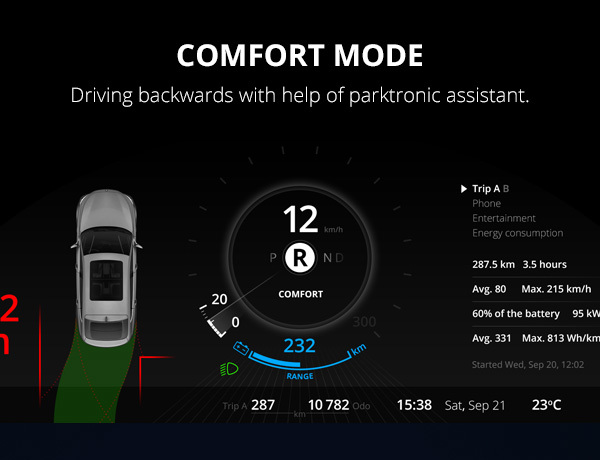 COMFORT MODE
Driving backwards with help of parktronic assistant.
12 km/h
P R N D
COMFORT
20
0
300
232 km
RANGE
2
Trip A B
Phone
Entertainment
Energy consumption
287.5 km 3.5 hours
Avg. 80 Max. 215 km/h
60% of the battery 95 kW
Avg. 331 Max. 813 Wh/km
Started Wed, Sep 20, 12:02
Trip A 287 km 10 782 Odo 15:38 Sat, Sep 21 23ºC